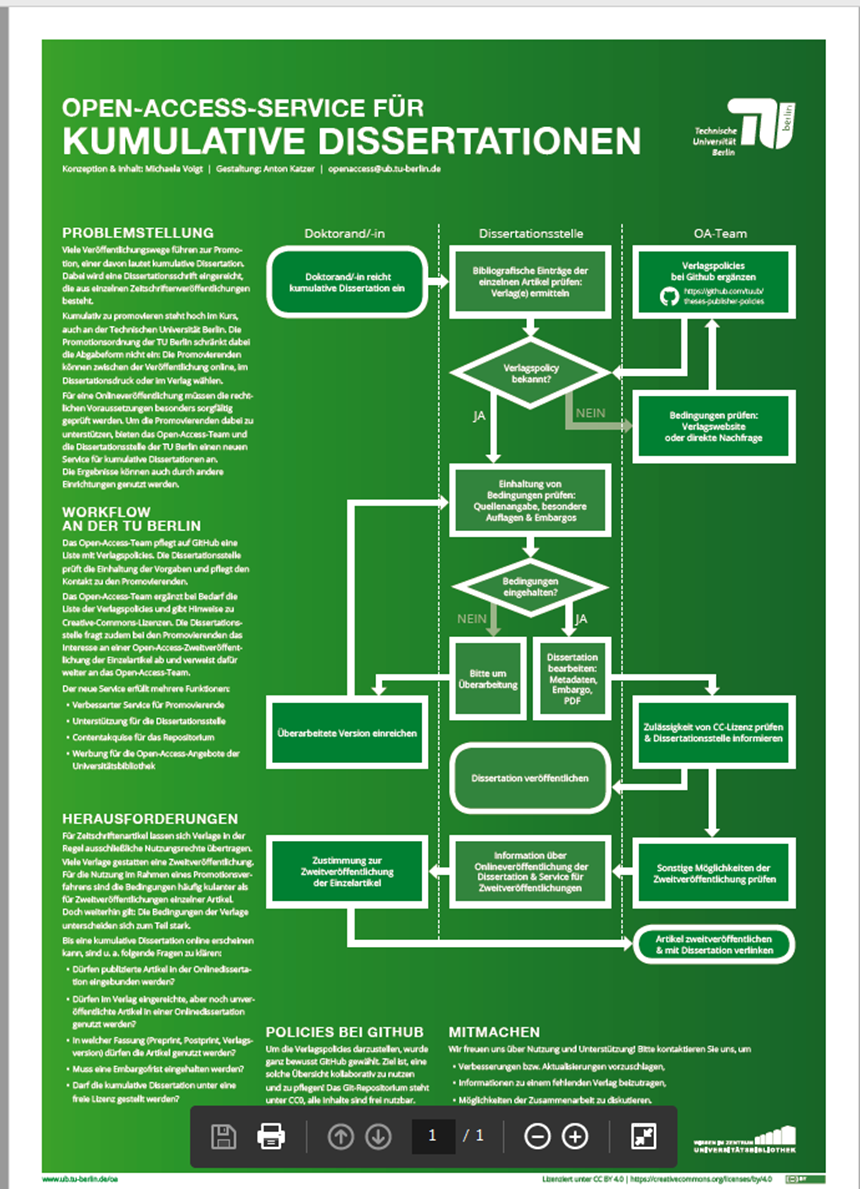 OPEN-ACCESS-SERVICE FÜR
KUMULATIVE DISSERTATIONEN
Konzeption & Inhalt: Michaela Voigt | Gestaltung: Anton Katzer | openaccess@ub.tu-berlin.de
Technische
Universität
Berlin
berlin
PROBLEMSTELLUNG
Viele Veröffentlichungswege führen zur Promo-
tion, einer davon lautet kumulative Dissertation.
Dabei wird eine Dissertationsschrift eingereicht,
die aus einzelnen Zeitschriftenveröffentlichungen
besteht.
Kumulativ zu promovieren steht hoch im Kurs,
auch an der Technischen Universität Berlin. Die
Promotionsordnung der TU Berlin schränkt dabei
die Abgabeform nicht ein: Die Promovierenden
können zwischen der Veröffentlichung online, im
Dissertationsdruck oder im Verlag wählen.
Für eine Onlineveröffentlichung müssen die recht-
lichen Voraussetzungen besonders sorgfältig
geprüft werden. Um die Promovierenden dabei zu
unterstützen, bieten das Open-Access-Team und
die Dissertationsstelle der TU Berlin einen neuen
Service für kumulative Dissertationen an.
Die Ergebnisse können auch durch andere
Einrichtungen genutzt werden.
WORKFLOW
AN DER TU BERLIN
Das Open-Access-Team pflegt auf GitHub eine
Liste mit Verlagspolicies. Die Dissertationsstelle
prüft die Einhaltung der Vorgaben und pflegt den
Kontakt zu den Promovierenden.
Das Open-Access-Team ergänzt bei Bedarf die
Liste der Verlagspolicies und gibt Hinweise zu
Creative-Commons-Lizenzen. Die Dissertations-
stelle fragt zudem bei den Promovierenden das
Interesse an einer Open-Access-Zweitveröffent-
lichung der Einzelartikel ab und verweist dafür
weiter an das Open-Access-Team.
Der neue Service erfüllt mehrere Funktionen:
• Verbesserter Service für Promovierende
• Unterstützung für die Dissertationsstelle
• Contentakquise für das Repositorium
• Werbung für die Open-Access-Angebote der
Universitätsbibliothek
HERAUSFORDERUNGEN
Für Zeitschriftenartikel lassen sich Verlage in der
Regel ausschließliche Nutzungsrechte übertragen.
Viele Verlage gestatten eine Zweitveröffentlichung.
Für die Nutzung im Rahmen eines Promotionsver-
fahrens sind die Bedingungen häufig kulanter als
für Zweitveröffentlichungen einzelner Artikel.
Doch weiterhin gilt: Die Bedingungen der Verlage
unterscheiden sich zum Teil stark.
Bis eine kumulative Dissertation online erscheinen
kann, sind u. a. folgende Fragen zu klären:
• Dürfen publizierte Artikel in der Onlinedisserta-
tion eingebunden werden?
• Dürfen im Verlag eingereichte, aber noch unver-
öffentlichte Artikel in einer Onlinedissertation
genutzt werden?
• In welcher Fassung (Preprint, Postprint, Verlags-
version) dürfen die Artikel genutzt werden?
• Muss eine Embargofrist eingehalten werden?
• Darf die kumulative Dissertation unter eine
freie Lizenz gestellt werden?
Doktorand/-in
Dissertationsstelle
OA-Team
Doktorand/-in reicht
kumulative Dissertation ein
Bibliografische Einträge der
einzelnen Artikel prüfen:
Verlag(e) ermitteln
Verlagspolicies
bei Github ergänzen
https://github.com/tuub/
theses-publisher-policies
Verlagspolicy
bekannt?
JA
NEIN
Bedingungen prüfen:
Verlagswebsite
oder direkte Nachfrage
Einhaltung von
Bedingungen prüfen:
Quellenangabe, besondere
Auflagen & Embargos
Bedingungen
eingehalten?
NEIN
JA
Bitte um
Überarbeitung
Dissertation
bearbeiten:
Metadaten,
Embargo,
PDF
Überarbeitete Version einreichen
Zulässigkeit von CC-Lizenz prüfen
& Dissertationsstelle informieren
Dissertation veröffentlichen
Zustimmung zur
Zweitveröffentlichung
der Einzelartikel
Information über
Onlineveröffentlichung der
Dissertation & Service für
Zweitveröffentlichungen
Sonstige Möglichkeiten der
Zweitveröffentlichung prüfen
Artikel zweitveröffentlichen
& mit Dissertation verlinken
POLICIES BEI GITHUB
Um die Verlagspolicies darzustellen, wurde
ganz bewusst GitHub gewählt. Ziel ist, eine
solche Übersicht kollaborativ zu nutzen
und zu pflegen! Das Git-Repositorium steht
unter CC0, alle Inhalte sind frei nutzbar.
MITMACHEN
Wir freuen uns über Nutzung und Unterstützung! Bitte kontaktieren Sie uns, um
• Verbesserungen bzw. Aktualisierungen vorzuschlagen,
• Informationen zu einem fehlenden Verlag beizutragen,
• Möglichkeiten der Zusammenarbeit zu diskutieren.
1 / 1
WISSEN IM ZENTRUM
UNIVERSITÄTSBIBLIOTHEK
www.ub.tu-berlin.de/oa
Lizenziert unter CC BY 4.0 | https://creativecommons.org/licenses/by/4.0
BY